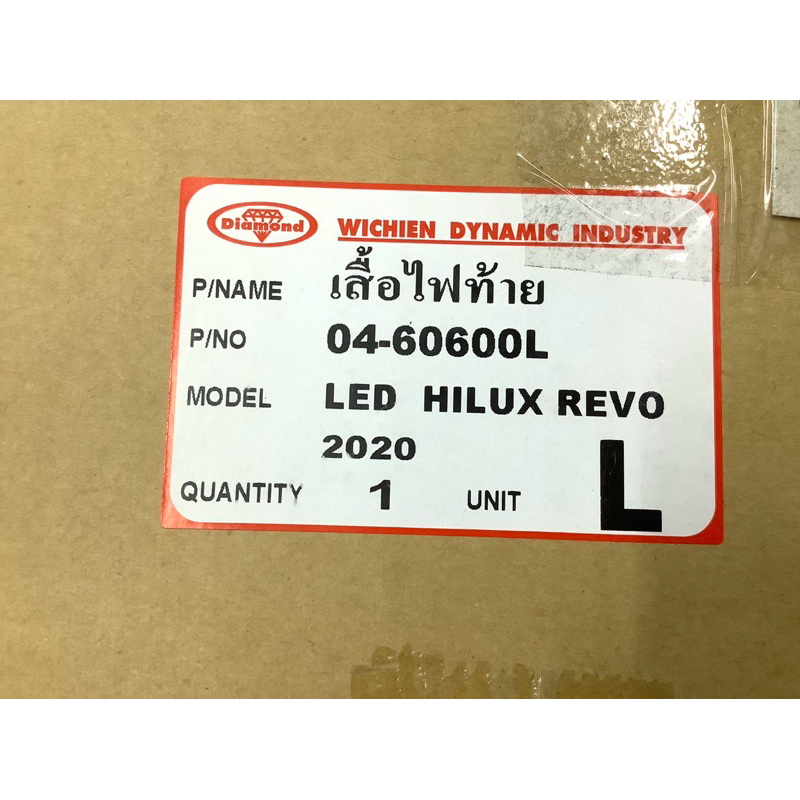 Diamond WICHIEN DYNAMIC INDUSTRY
P/NAME เสื้อไฟท้าย
P/NO 04-60600L
MODEL LED HILUX REVO
2020
QUANTITY 1 UNIT L